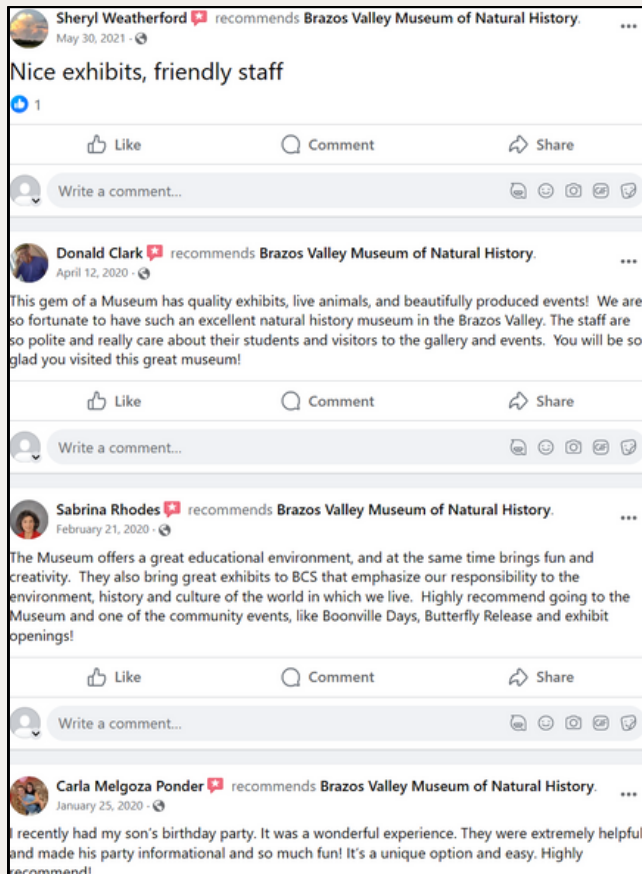 Sheryl Weatherford recommends Brazos Valley Museum of Natural History.
May 30, 2021 ·
Nice exhibits, friendly staff
1
Like Comment Share
Write a comment...
GIF
Donald Clark recommends Brazos Valley Museum of Natural History.
April 12, 2020 ·
This gem of a Museum has quality exhibits, live animals, and beautifully produced events! We are
so fortunate to have such an excellent natural history museum in the Brazos Valley. The staff are
so polite and really care about their students and visitors to the gallery and events. You will be so
glad you visited this great museum!
Like Comment Share
Write a comment...
GIF
Sabrina Rhodes recommends Brazos Valley Museum of Natural History.
February 21, 2020 ·
The Museum offers a great educational environment, and at the same time brings fun and
creativity. They also bring great exhibits to BCS that emphasize our responsibility to the
environment, history and culture of the world in which we live. Highly recommend going to the
Museum and one of the community events, like Boonville Days, Butterfly Release and exhibit
openings!
Like Comment Share
Write a comment...
GIF
Carla Melgoza Ponder recommends Brazos Valley Museum of Natural History.
January 25, 2020 ·
I recently had my son's birthday party. It was a wonderful experience. They were extremely helpful
and made his party informational and so much fun! It's a unique option and easy. Highly
recommend!